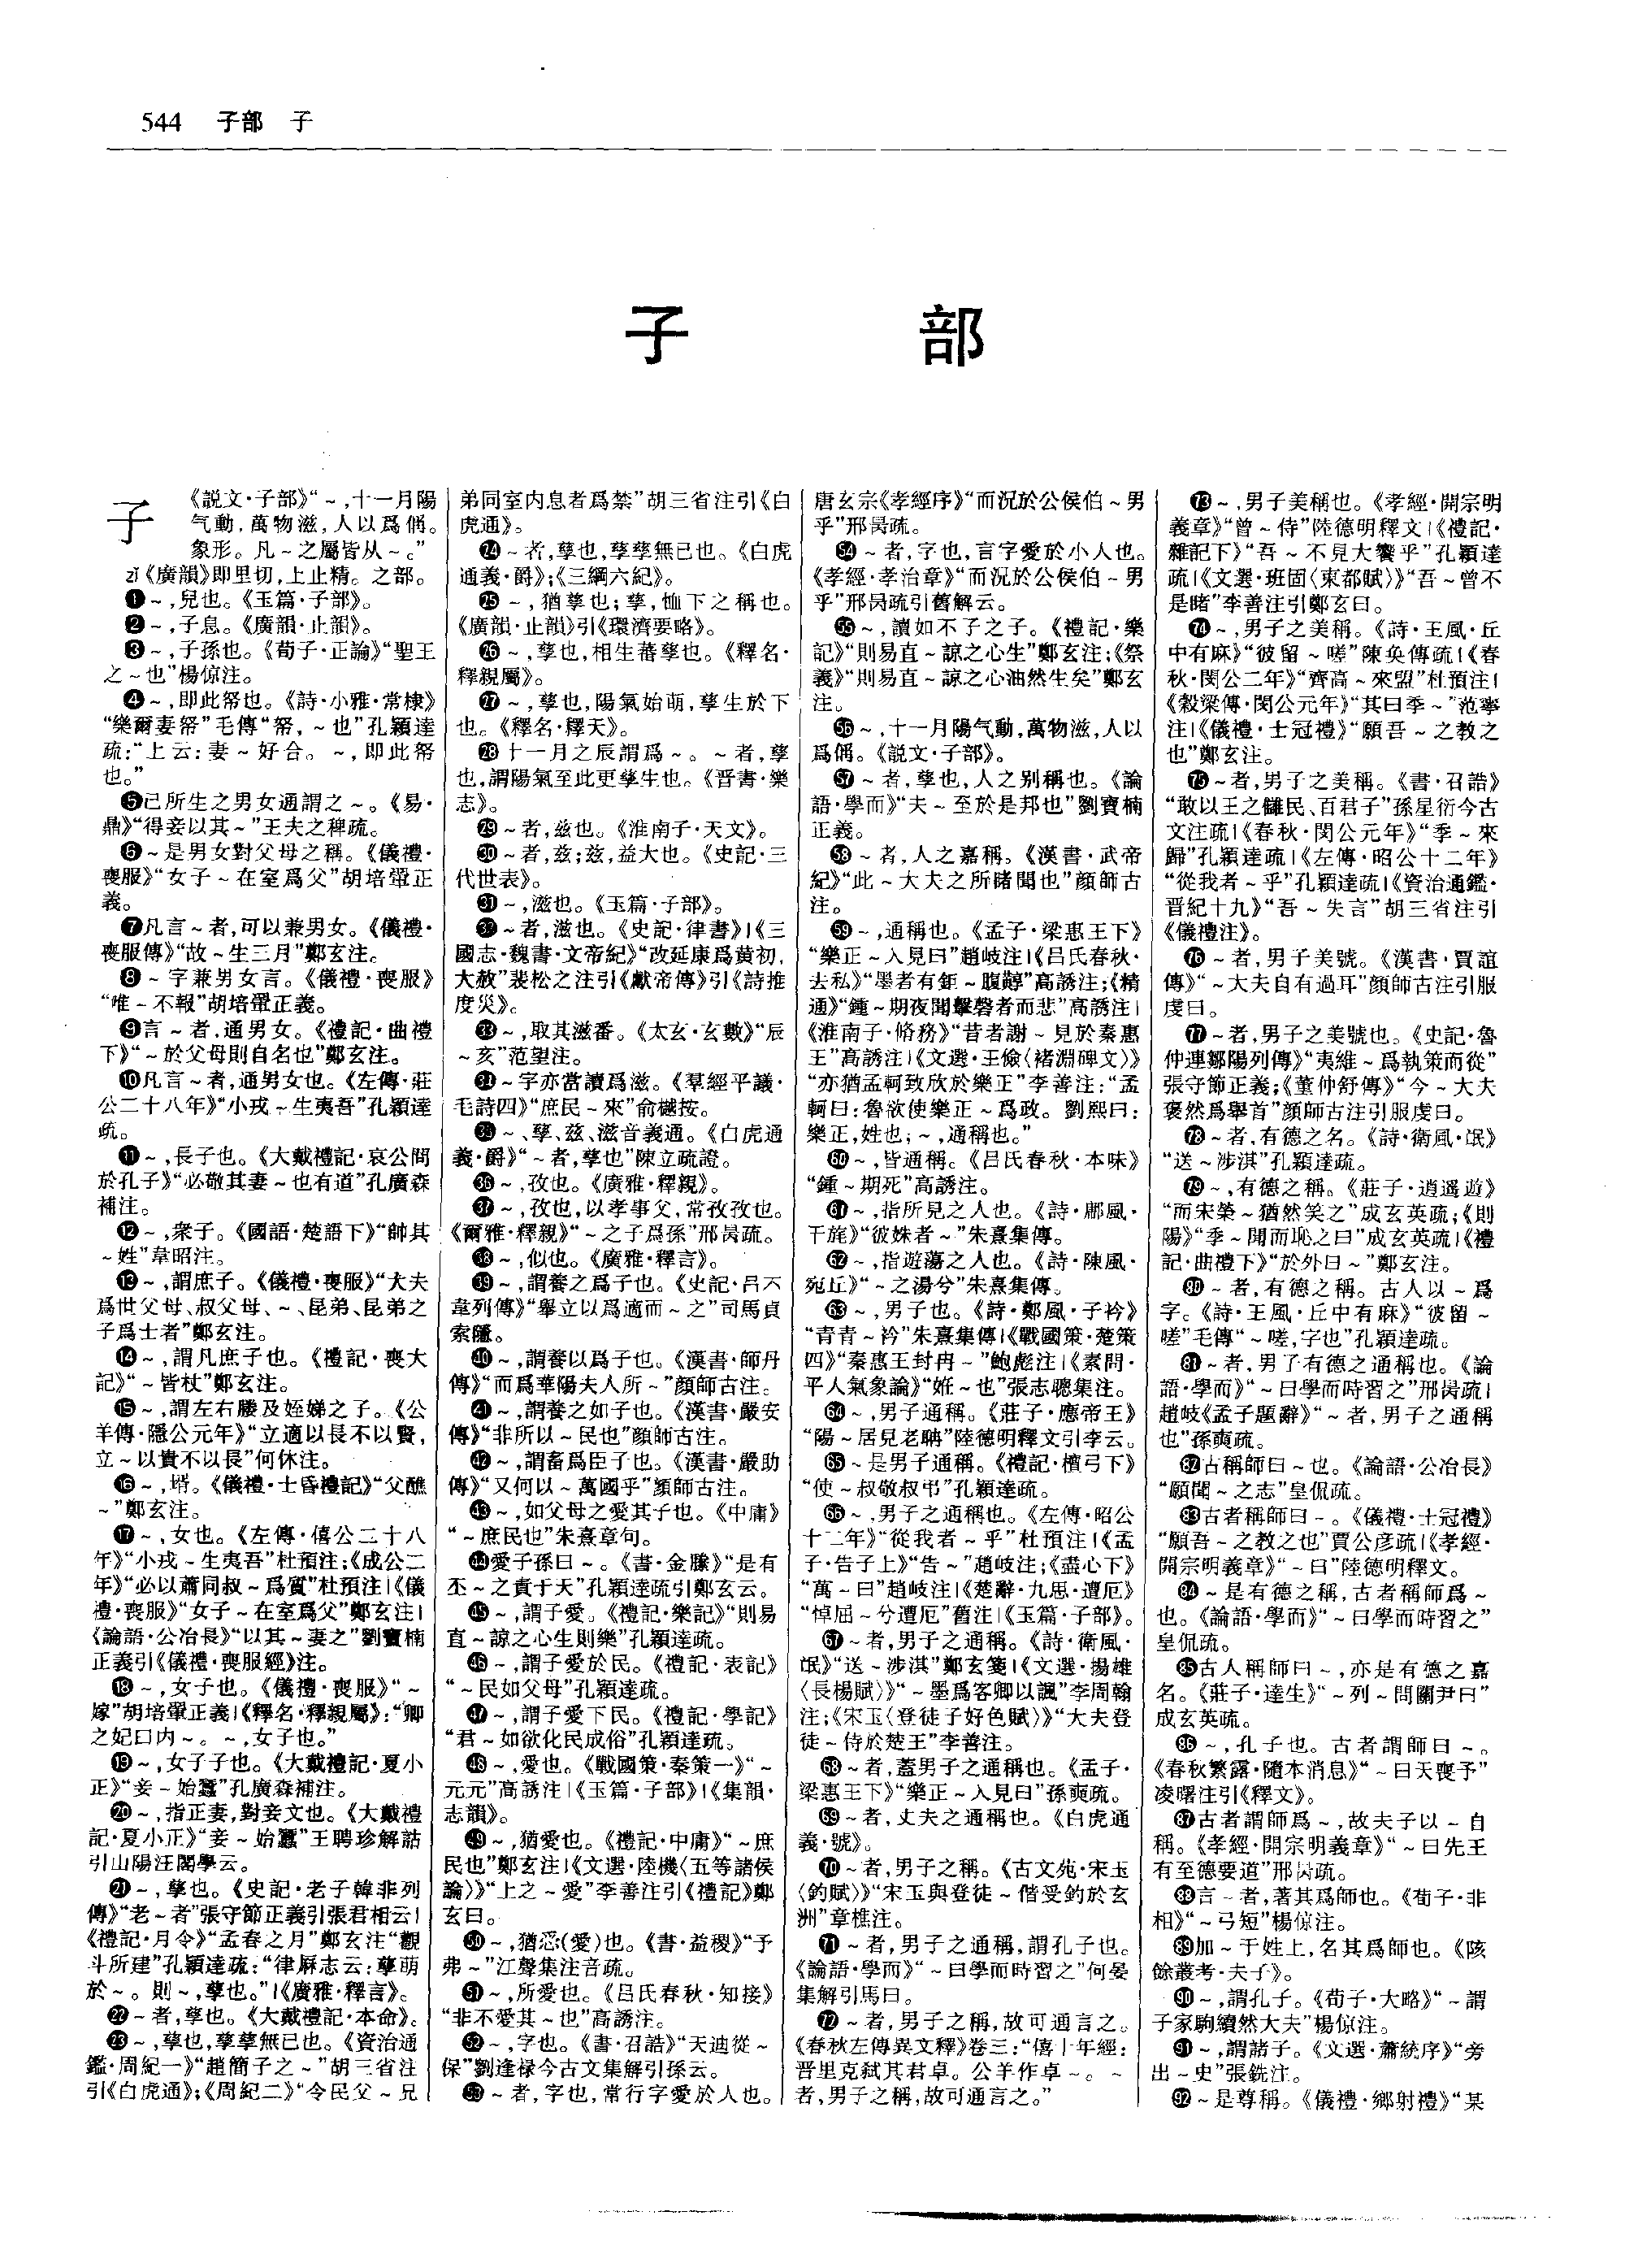 544 子部 子
子 部
子
《説文·子部》“～,十一月陽
气動,萬物滋,人以爲偁。
象形。凡～之屬皆从～。”
zǐ《廣韻》即里切,上止精。之部。
❶～,兒也。《玉篇·子部》。
❷～,子息。《廣韻·止韻》。
❸～,子孫也。《荀子·正論》“聖王
之～也”楊倞注。
❹～,即此帑也。《詩·小雅·常棣》
“樂爾妻帑”毛傳“帑,～也”孔穎達
疏:“上云:妻～好合。～,即此帑
也。”
❺己所生之男女通謂之～。《易·
鼎》“得妾以其～”王夫之稗疏。
❻～是男女對父母之稱。《儀禮·
喪服》“女子～在室爲父”胡培翬正
義。
❼凡言～者,可以兼男女。《儀禮·
喪服傳》“故～生三月”鄭玄注。
❽～字兼男女言。《儀禮·喪服》
“唯～不報”胡培翬正義。
❾言～者,通男女。《禮記·曲禮
下》“～於父母則自名也”鄭玄注。
❿凡言～者,通男女也。《左傳·莊
公二十八年》“小戎～生夷吾”孔穎達
疏。
⓫～,長子也。《大戴禮記·哀公問
於孔子》“必敬其妻～也有道”孔廣森
補注。
⓬～,衆子。《國語·楚語下》“帥其
～姓”韋昭注。
⓭～,謂庶子。《儀禮·喪服》“大夫
爲世父母、叔父母、～、昆弟、昆弟之
子爲士者”鄭玄注。
⓮～,謂凡庶子也。《禮記·喪大
記》“～皆杖”鄭玄注。
⓯～,謂左右媵及姪娣之子。《公
羊傳·隱公元年》“立適以長不以賢,
立～以貴不以長”何休注。
⓰～,壻。《儀禮·士昏禮記》“父醮
～”鄭玄注。
⓱～,女也。《左傳·僖公二十八
年》“小戎～生夷吾”杜預注;《成公二
年》“必以蕭同叔～爲質”杜預注|《儀
禮·喪服》“女子～在室爲父”鄭玄注|
《論語·公冶長》“以其～妻之”劉寶楠
正義引《儀禮·喪服經》注。
⓲～,女子也。《儀禮·喪服》“～
嫁”胡培翬正義|《釋名·釋親屬》:“卿
之妃曰内～。～,女子也。”
⓳～,女子子也。《大戴禮記·夏小
正》“妾～始蠶”孔廣森補注。
⓴～,指正妻,對妾文也。《大戴禮
記·夏小正》“妾～始蠶”王聘珍解詁
引山陽汪閣學云。
㉑～,孳也。《史記·老子韓非列
傳》“老～者”張守節正義引張君相云|
《禮記·月令》“孟春之月”鄭玄注“觀
斗所建”孔穎達疏:“律厤志云:孳萌
於～。則～,孳也。”|《廣雅·釋言》。
㉒～者,孳也。《大戴禮記·本命》。
㉓～,孳也,孳孳無已也。《資治通
鑑·周紀一》“趙簡子之～”胡三省注
引《白虎通》;《周紀二》“令民父～兄
弟同室内息者爲禁”胡三省注引《白
虎通》。
㉔～者,孳也,孳孳無已也。《白虎
通義·爵》;《三綱六紀》。
㉕～,猶孳也;孳,恤下之稱也。
《廣韻·止韻》引《環濟要略》。
㉖～,孳也,相生蕃孳也。《釋名·
釋親屬》。
㉗～,孳也,陽氣始萌,孳生於下
也。《釋名·釋天》。
㉘十一月之辰謂爲～。～者,孳
也,謂陽氣至此更孳生也。《晋書·樂
志》。
㉙～者,兹也。《淮南子·天文》。
㉚～者,兹;兹,益大也。《史記·三
代世表》。
㉛～,滋也。《玉篇·子部》。
㉜～者,滋也。《史記·律書》|《三
國志·魏書·文帝紀》“改延康爲黄初,
大赦”裴松之注引《獻帝傳》引《詩推
度災》。
㉝～,取其滋番。《太玄·玄數》“辰
～亥”范望注。
㉞～字亦當讀爲滋。《羣經平議·
毛詩四》“庶民～來”俞樾按。
㉟～、孳、兹、滋音義通。《白虎通
義·爵》“～者,孳也”陳立疏證。
㊱～,孜也。《廣雅·釋親》。
㊲～,孜也,以孝事父,常孜孜也。
《爾雅·釋親》“～之子爲孫”邢昺疏。
㊳～,似也。《廣雅·釋言》。
㊴～,謂養之爲子也。《史記·吕不
韋列傳》“舉立以爲適而～之”司馬貞
索隱。
㊵～,謂養以爲子也。《漢書·師丹
傳》“而爲華陽夫人所～”顔師古注。
㊶～,謂養之如子也。《漢書·嚴安
傳》“非所以～民也”顔師古注。
㊷～,謂畜爲臣子也。《漢書·嚴助
傳》“又何以～萬國乎”顔師古注。
㊸～,如父母之愛其子也。《中庸》
“～庶民也”朱熹章句。
㊹愛子孫曰～。《書·金縢》“是有
丕～之責于天”孔穎達疏引鄭玄云。
㊺～,謂子愛。《禮記·樂記》“則易
直～諒之心生則樂”孔穎達疏。
㊻～,謂子愛於民。《禮記·表記》
“～民如父母”孔穎達疏。
㊼～,謂子愛下民。《禮記·學記》
“君～如欲化民成俗”孔穎達疏。
㊽～,愛也。《戰國策·秦策一》“～
元元”高誘注|《玉篇·子部》|《集韻·
志韻》。
㊾～,猶愛也。《禮記·中庸》“～庶
民也”鄭玄注|《文選·陸機〈五等諸侯
論〉》“上之～愛”李善注引《禮記》鄭
玄曰。
㊿～,猶㤅(愛)也。《書·益稷》“予
弗～”江聲集注音疏。
51～,所愛也。《吕氏春秋·知接》
“非不愛其～也”高誘注。
52～,字也。《書·召誥》“天迪從～
保”劉逢禄今古文集解引孫云。
53～者,字也,常行字愛於人也。
唐玄宗《孝經序》“而況於公侯伯～男
乎”邢昺疏。
54～者,字也,言字愛於小人也。
《孝經·孝治章》“而況於公侯伯～男
乎”邢昺疏引舊解云。
55～,讀如不子之子。《禮記·樂
記》“則易直～諒之心生”鄭玄注;《祭
義》“則易直～諒之心油然生矣”鄭玄
注。
56～,十一月陽气動,萬物滋,人以
爲偁。《説文·子部》。
57～者,孳也,人之别稱也。《論
語·學而》“夫～至於是邦也”劉寶楠
正義。
58～者,人之嘉稱。《漢書·武帝
紀》“此～大夫之所睹聞也”顔師古
注。
59～,通稱也。《孟子·梁惠王下》
“樂正～入見曰”趙岐注|《吕氏春秋·
去私》“墨者有鉅～腹䵍”高誘注;《精
通》“鍾～期夜聞擊磬者而悲”高誘注|
《淮南子·脩務》“昔者謝～見於秦惠
王”高誘注|《文選·王儉〈褚淵碑文〉》
“亦猶孟軻致欣於樂正”李善注:“孟
軻曰:魯欲使樂正～爲政。劉熙曰:
樂正,姓也;～,通稱也。”
60～,皆通稱。《吕氏春秋·本味》
“鍾～期死”高誘注。
61～,指所見之人也。《詩·鄘風·
干旄》“彼姝者～”朱熹集傳。
62～,指遊蕩之人也。《詩·陳風·
宛丘》“～之湯兮”朱熹集傳。
63～,男子也。《詩·鄭風·子衿》
“青青～衿”朱熹集傳|《戰國策·楚策
四》“秦惠王封冉～”鮑彪注|《素問·
平人氣象論》“妊～也”張志聰集注。
64～,男子通稱。《莊子·應帝王》
“陽～居見老聃”陸德明釋文引李云。
65～是男子通稱。《禮記·檀弓下》
“使～叔敬叔弔”孔穎達疏。
66～,男子之通稱也。《左傳·昭公
十二年》“從我者～乎”杜預注|《孟
子·告子上》“告～”趙岐注;《盡心下》
“萬～曰”趙岐注|《楚辭·九思·遭厄》
“悼屈～兮遭厄”舊注|《玉篇·子部》。
67～者,男子之通稱。《詩·衛風·
氓》“送～涉淇”鄭玄箋|《文選·揚雄
〈長楊賦〉》“～墨爲客卿以諷”李周翰
注;《宋玉〈登徒子好色賦〉》“大夫登
徒～侍於楚王”李善注。
68～者,蓋男子之通稱也。《孟子·
梁惠王下》“樂正～入見曰”孫奭疏。
69～者,丈夫之通稱也。《白虎通
義·號》。
70～者,男子之稱。《古文苑·宋玉
〈釣賦〉》“宋玉與登徒～偕受釣於玄
洲”章樵注。
71～者,男子之通稱,謂孔子也。
《論語·學而》“～曰學而時習之”何晏
集解引馬曰。
72～者,男子之稱,故可通言之。
《春秋左傳異文釋》卷三:“僖十年經:
晋里克弑其君卓。公羊作卓～。～
者,男子之稱,故可通言之。”
73～,男子美稱也。《孝經·開宗明
義章》“曾～侍”陸德明釋文|《禮記·
雜記下》“吾～不見大饗乎”孔穎達
疏|《文選·班固〈東都賦〉》“吾～曾不
是睹”李善注引鄭玄曰。
74～,男子之美稱。《詩·王風·丘
中有麻》“彼留～嗟”陳奂傳疏|《春
秋·閔公二年》“齊高～來盟”杜預注|
《穀梁傳·閔公元年》“其曰季～”范寧
注|《儀禮·士冠禮》“願吾～之教之
也”鄭玄注。
75～者,男子之美稱。《書·召誥》
“敢以王之讎民、百君子”孫星衍今古
文注疏|《春秋·閔公元年》“季～來
歸”孔穎達疏|《左傳·昭公十二年》
“從我者～乎”孔穎達疏|《資治通鑑·
晋紀十九》“吾～失言”胡三省注引
《儀禮注》。
76～者,男子美號。《漢書·賈誼
傳》“～大夫自有過耳”顔師古注引服
虔曰。
77～者,男子之美號也。《史記·魯
仲連鄒陽列傳》“夷維～爲執策而從”
張守節正義;《董仲舒傳》“今～大夫
褎然爲舉首”顔師古注引服虔曰。
78～者,有德之名。《詩·衛風·氓》
“送～涉淇”孔穎達疏。
79～,有德之稱。《莊子·逍遥遊》
“而宋榮～猶然笑之”成玄英疏;《則
陽》“季～聞而恥之曰”成玄英疏|《禮
記·曲禮下》“於外曰～”鄭玄注。
80～者,有德之稱。古人以～爲
字。《詩·王風·丘中有麻》“彼留～
嗟”毛傳“～嗟,字也”孔穎達疏。
81～者,男子有德之通稱也。《論
語·學而》“～曰學而時習之”邢昺疏|
趙岐《孟子題辭》“～者,男子之通稱
也”孫奭疏。
82古稱師曰～也。《論語·公冶長》
“願聞～之志”皇侃疏。
83古者稱師曰～。《儀禮·士冠禮》
“願吾～之教之也”賈公彦疏|《孝經·
開宗明義章》“～曰”陸德明釋文。
84～是有德之稱,古者稱師爲～
也。《論語·學而》“～曰學而時習之”
皇侃疏。
85古人稱師曰～,亦是有德之嘉
名。《莊子·達生》“～列～問關尹曰”
成玄英疏。
86～,孔子也。古者謂師曰～。
《春秋繁露·隨本消息》“～曰天喪予”
凌曙注引《釋文》。
87古者謂師爲～,故夫子以～自
稱。《孝經·開宗明義章》“～曰先王
有至德要道”邢昺疏。
88言～者,著其爲師也。《荀子·非
相》“～弓短”楊倞注。
89加～于姓上,名其爲師也。《陔
餘叢考·夫子》。
90～,謂孔子。《荀子·大略》“～謂
子家駒續然大夫”楊倞注。
91～,謂諸子。《文選·蕭統序》“旁
出～史”張銑注。
92～是尊稱。《儀禮·鄉射禮》“某